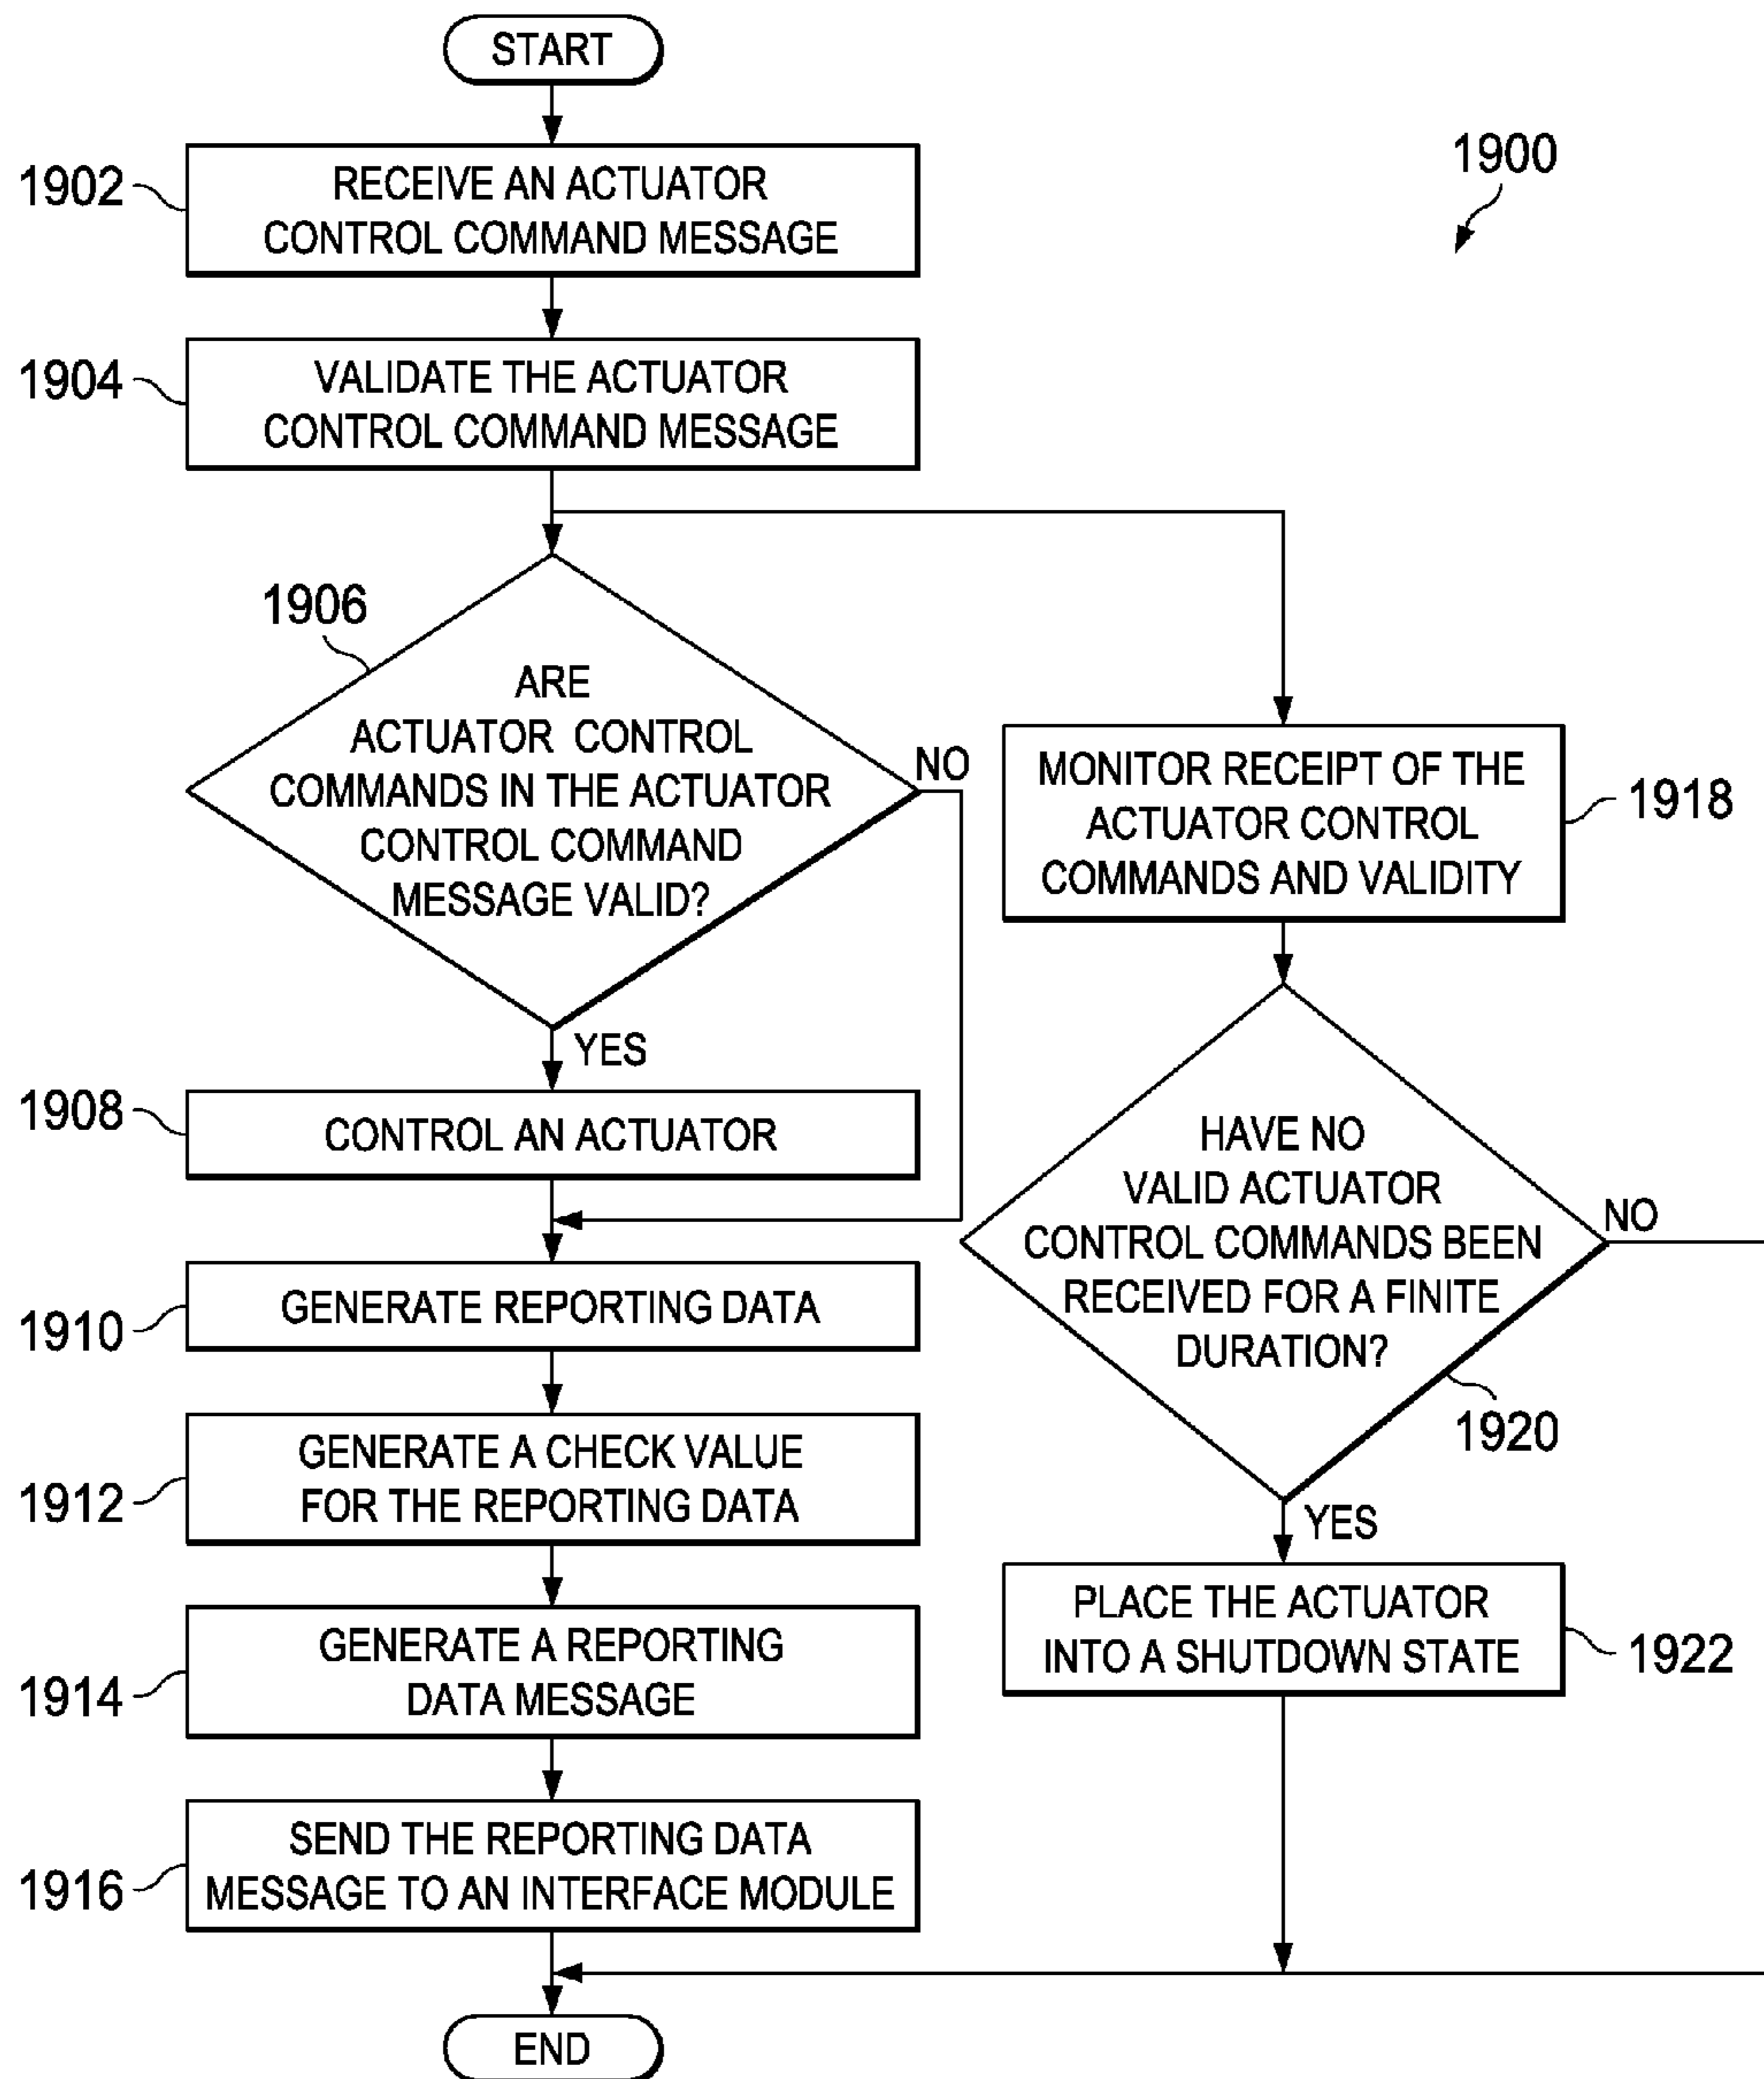 START
1900
1902
RECEIVE AN ACTUATOR
CONTROL COMMAND MESSAGE
1904
VALIDATE THE ACTUATOR
CONTROL COMMAND MESSAGE
1906
ARE
ACTUATOR CONTROL
COMMANDS IN THE ACTUATOR
CONTROL COMMAND
MESSAGE VALID?
NO
YES
1908
CONTROL AN ACTUATOR
1910
GENERATE REPORTING DATA
1912
GENERATE A CHECK VALUE
FOR THE REPORTING DATA
1914
GENERATE A REPORTING
DATA MESSAGE
1916
SEND THE REPORTING DATA
MESSAGE TO AN INTERFACE MODULE
MONITOR RECEIPT OF THE
ACTUATOR CONTROL
COMMANDS AND VALIDITY
1918
HAVE NO
VALID ACTUATOR
CONTROL COMMANDS BEEN
RECEIVED FOR A FINITE
DURATION?
NO
1920
YES
PLACE THE ACTUATOR
INTO A SHUTDOWN STATE
1922
END